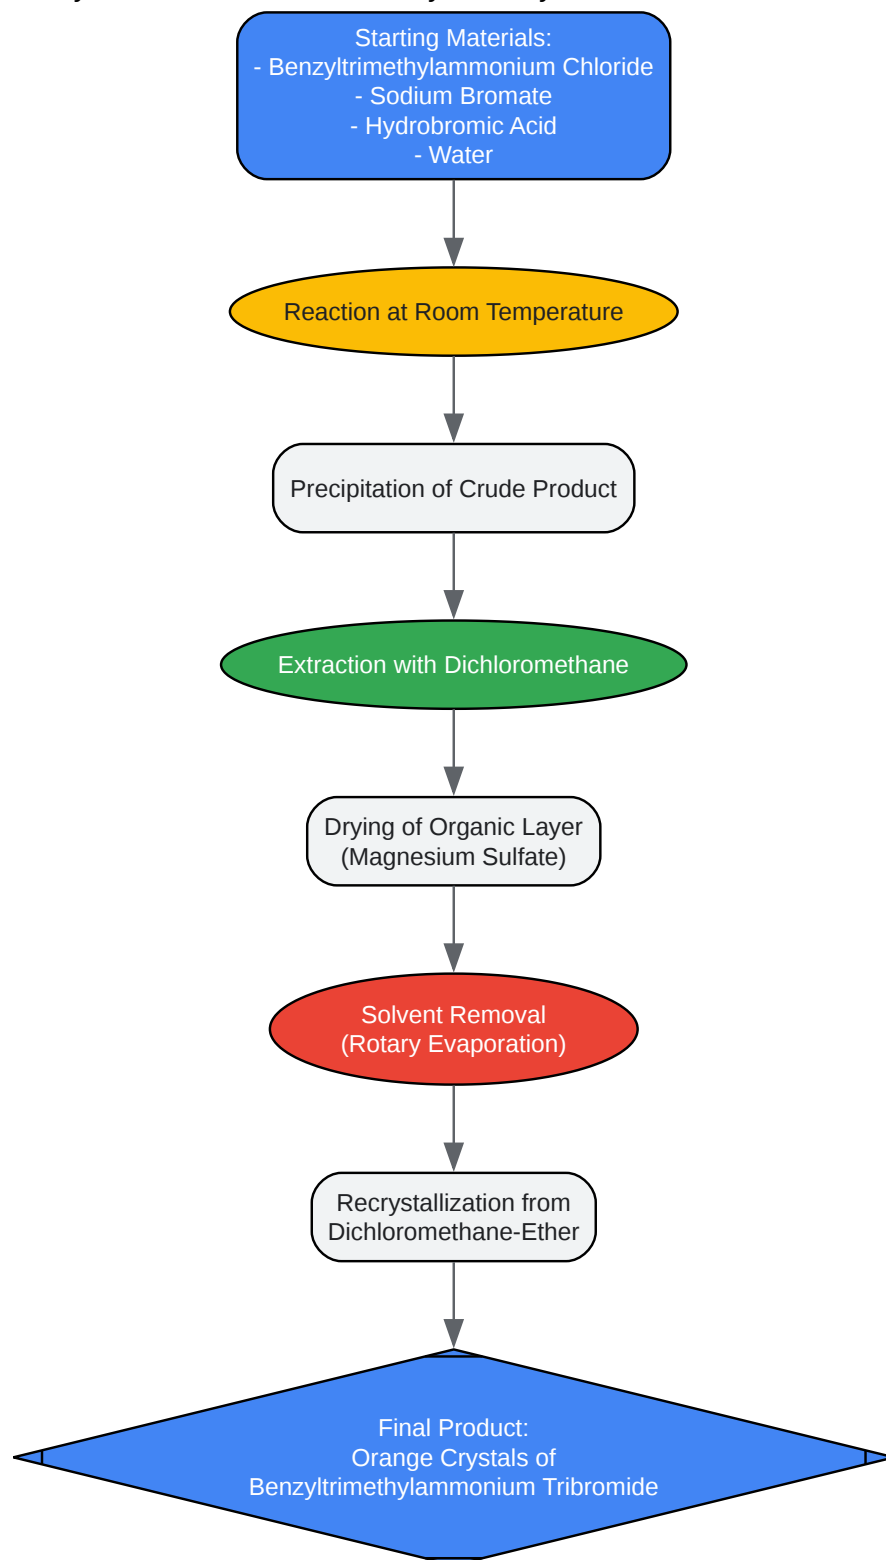 Starting Materials:
- Benzyltrimethylammonium Chloride
- Sodium Bromate
- Hydrobromic Acid
- Water
Reaction at Room Temperature
Precipitation of Crude Product
Extraction with Dichloromethane
Drying of Organic Layer
(Magnesium Sulfate)
Solvent Removal
(Rotary Evaporation)
Recrystallization from
Dichloromethane-Ether
Final Product:
Orange Crystals of
Benzyltrimethylammonium Tribromide